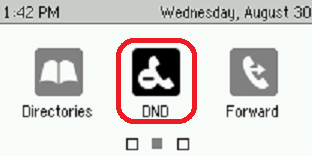 1:42 PM Wednesday, August 30
Directories DND Forward